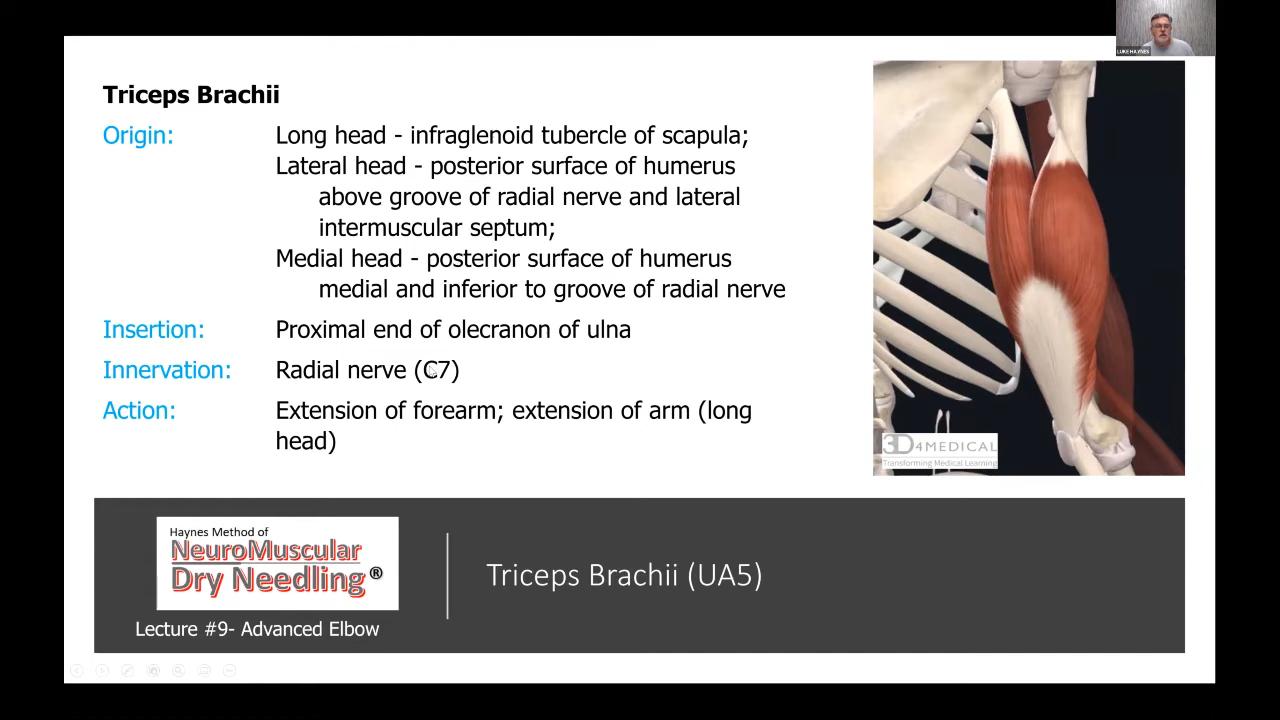 LUKE HAYNES
Triceps Brachii
Origin: Long head - infraglenoid tubercle of scapula;
Lateral head - posterior surface of humerus
above groove of radial nerve and lateral
intermuscular septum;
Medial head - posterior surface of humerus
medial and inferior to groove of radial nerve
Insertion: Proximal end of olecranon of ulna
Innervation: Radial nerve (C7)
Action: Extension of forearm; extension of arm (long
head)
3D4MEDICAL
Transforming Medical Learning
Haynes Method of
NeuroMuscular
Dry Needling®
Lecture #9- Advanced Elbow
Triceps Brachii (UA5)